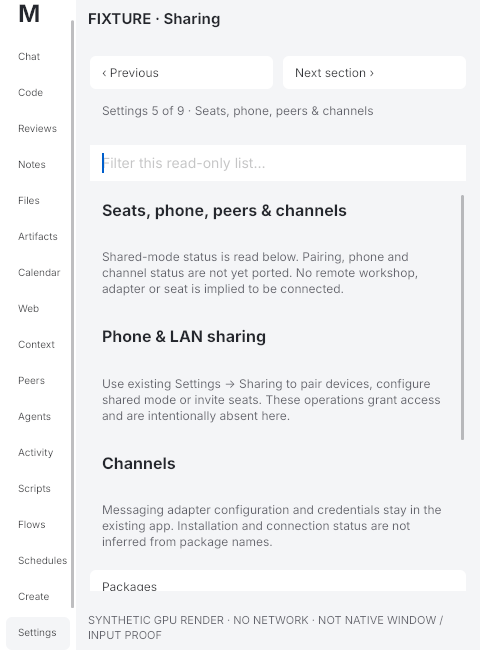 M
Chat
Code
Reviews
Notes
Files
Artifacts
Calendar
Web
Context
Peers
Agents
Activity
Scripts
Flows
Schedules
Create
Settings
FIXTURE · Sharing
‹ Previous
Next section ›
Settings 5 of 9 · Seats, phone, peers & channels
Filter this read-only list...
Seats, phone, peers & channels
Shared-mode status is read below. Pairing, phone and
channel status are not yet ported. No remote workshop,
adapter or seat is implied to be connected.
Phone & LAN sharing
Use existing Settings → Sharing to pair devices, configure
shared mode or invite seats. These operations grant access
and are intentionally absent here.
Channels
Messaging adapter configuration and credentials stay in the
existing app. Installation and connection status are not
inferred from package names.
Packages
SYNTHETIC GPU RENDER · NO NETWORK · NOT NATIVE WINDOW /
INPUT PROOF